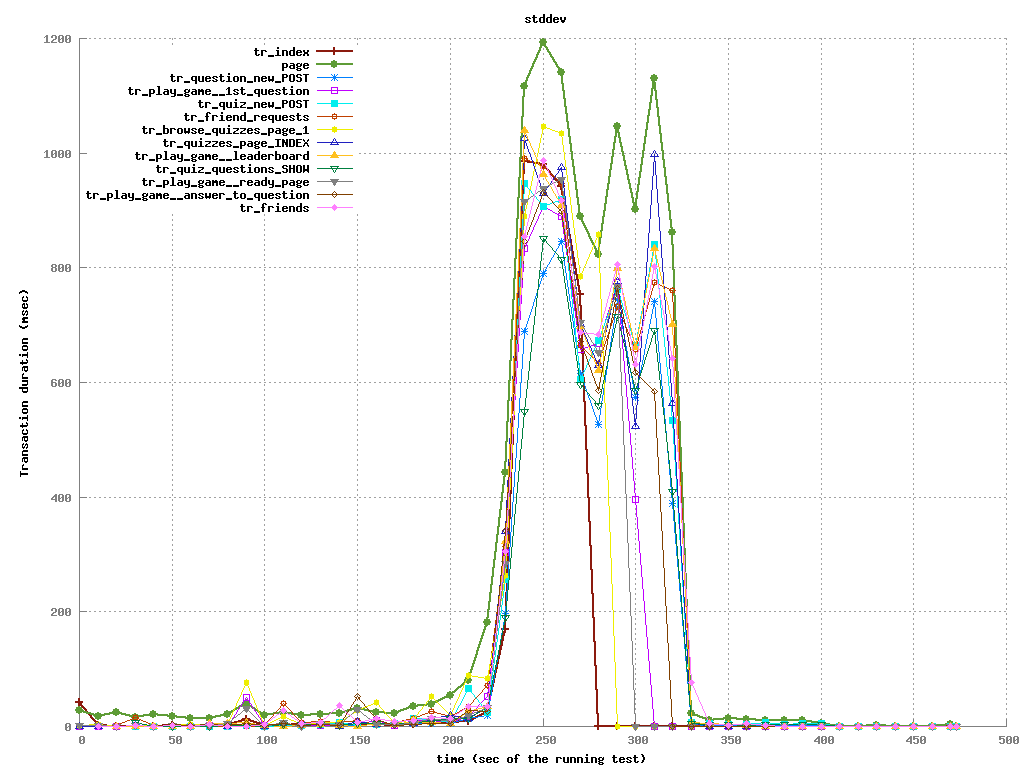 stddev
1200
1000
800
600
400
200
0
Transaction duration (msec)
tr_index
page
tr_question_new_POST
tr_play_game__1st_question
tr_quiz_new_POST
tr_friend_requests
tr_browse_quizzes_page_1
tr_quizzes_page_INDEX
tr_play_game__leaderboard
tr_quiz_questions_SHOW
tr_play_game__ready_page
tr_play_game__answer_to_question
tr_friends
0 50 100 150 200 250 300 350 400 450 500
time (sec of the running test)